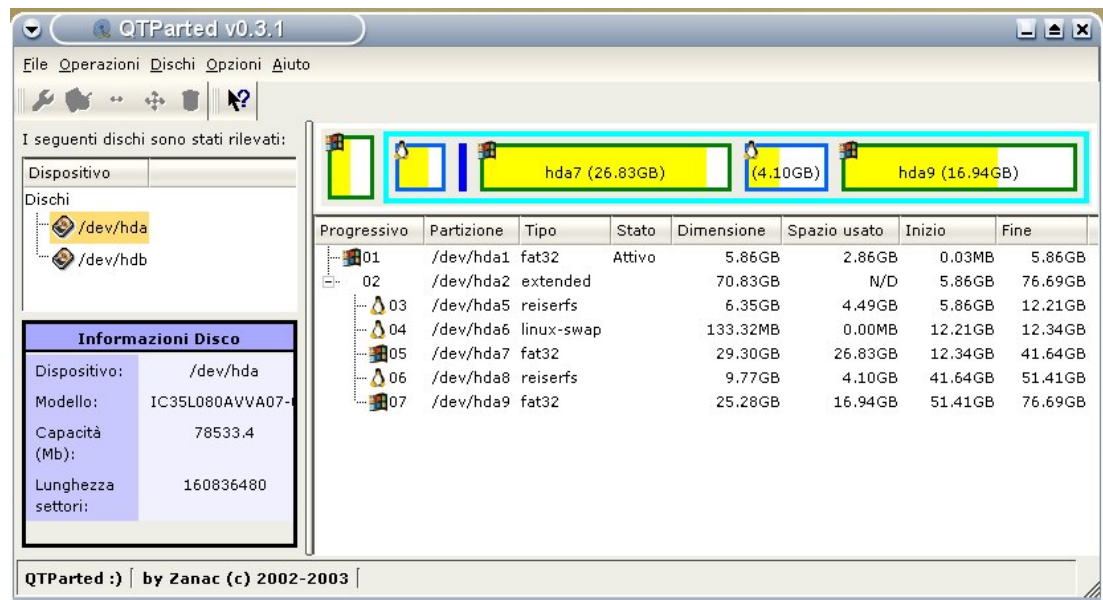 QTParted v0.3.1
File Operazioni Dischi Opzioni Aiuto
I seguenti dischi sono stati rilevati:
Dispositivo
Dischi
/dev/hda
/dev/hdb
Informazioni Disco
Dispositivo: /dev/hda
Modello: IC35L080AVVA07-
Capacità (Mb): 78533.4
Lunghezza settori: 160836480
hda7 (26.83GB) (4.10GB) hda9 (16.94GB)
Progressivo Partizione Tipo Stato Dimensione Spazio usato Inizio Fine
01 /dev/hda1 fat32 Attivo 5.86GB 2.86GB 0.03MB 5.86GB
02 /dev/hda2 extended 70.83GB N/D 5.86GB 76.69GB
03 /dev/hda5 reiserfs 6.35GB 4.49GB 5.86GB 12.21GB
04 /dev/hda6 linux-swap 133.32MB 0.00MB 12.21GB 12.34GB
05 /dev/hda7 fat32 29.30GB 26.83GB 12.34GB 41.64GB
06 /dev/hda8 reiserfs 9.77GB 4.10GB 41.64GB 51.41GB
07 /dev/hda9 fat32 25.28GB 16.94GB 51.41GB 76.69GB
QTParted :) by Zanac (c) 2002-2003